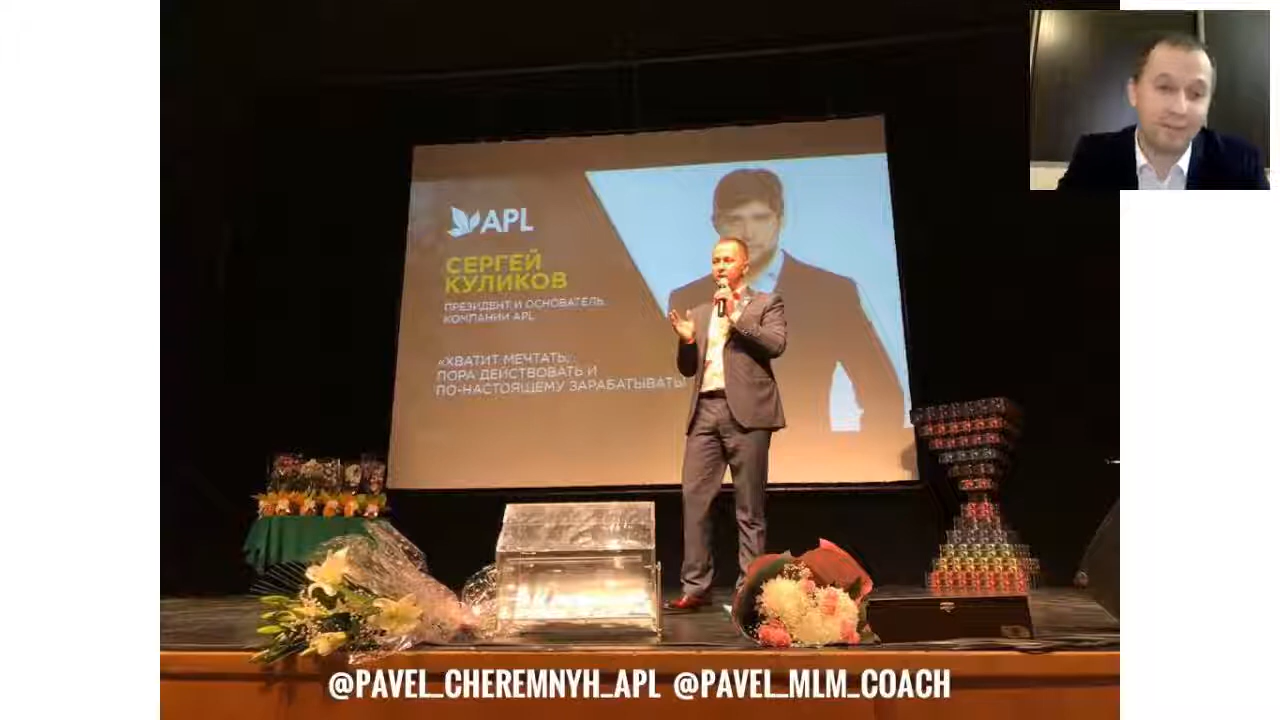 APL
СЕРГЕЙ
КУЛИКОВ
ПРЕЗИДЕНТ И ОСНОВАТЕЛЬ
КОМПАНИИ APL
«ХВАТИТ МЕЧТАТЬ,
ПОРА ДЕЙСТВОВАТЬ И
ПО-НАСТОЯЩЕМУ ЗАРАБАТЫВАТЬ!
@PAVEL_CHEREMNYH_APL @PAVEL_MLM_COACH